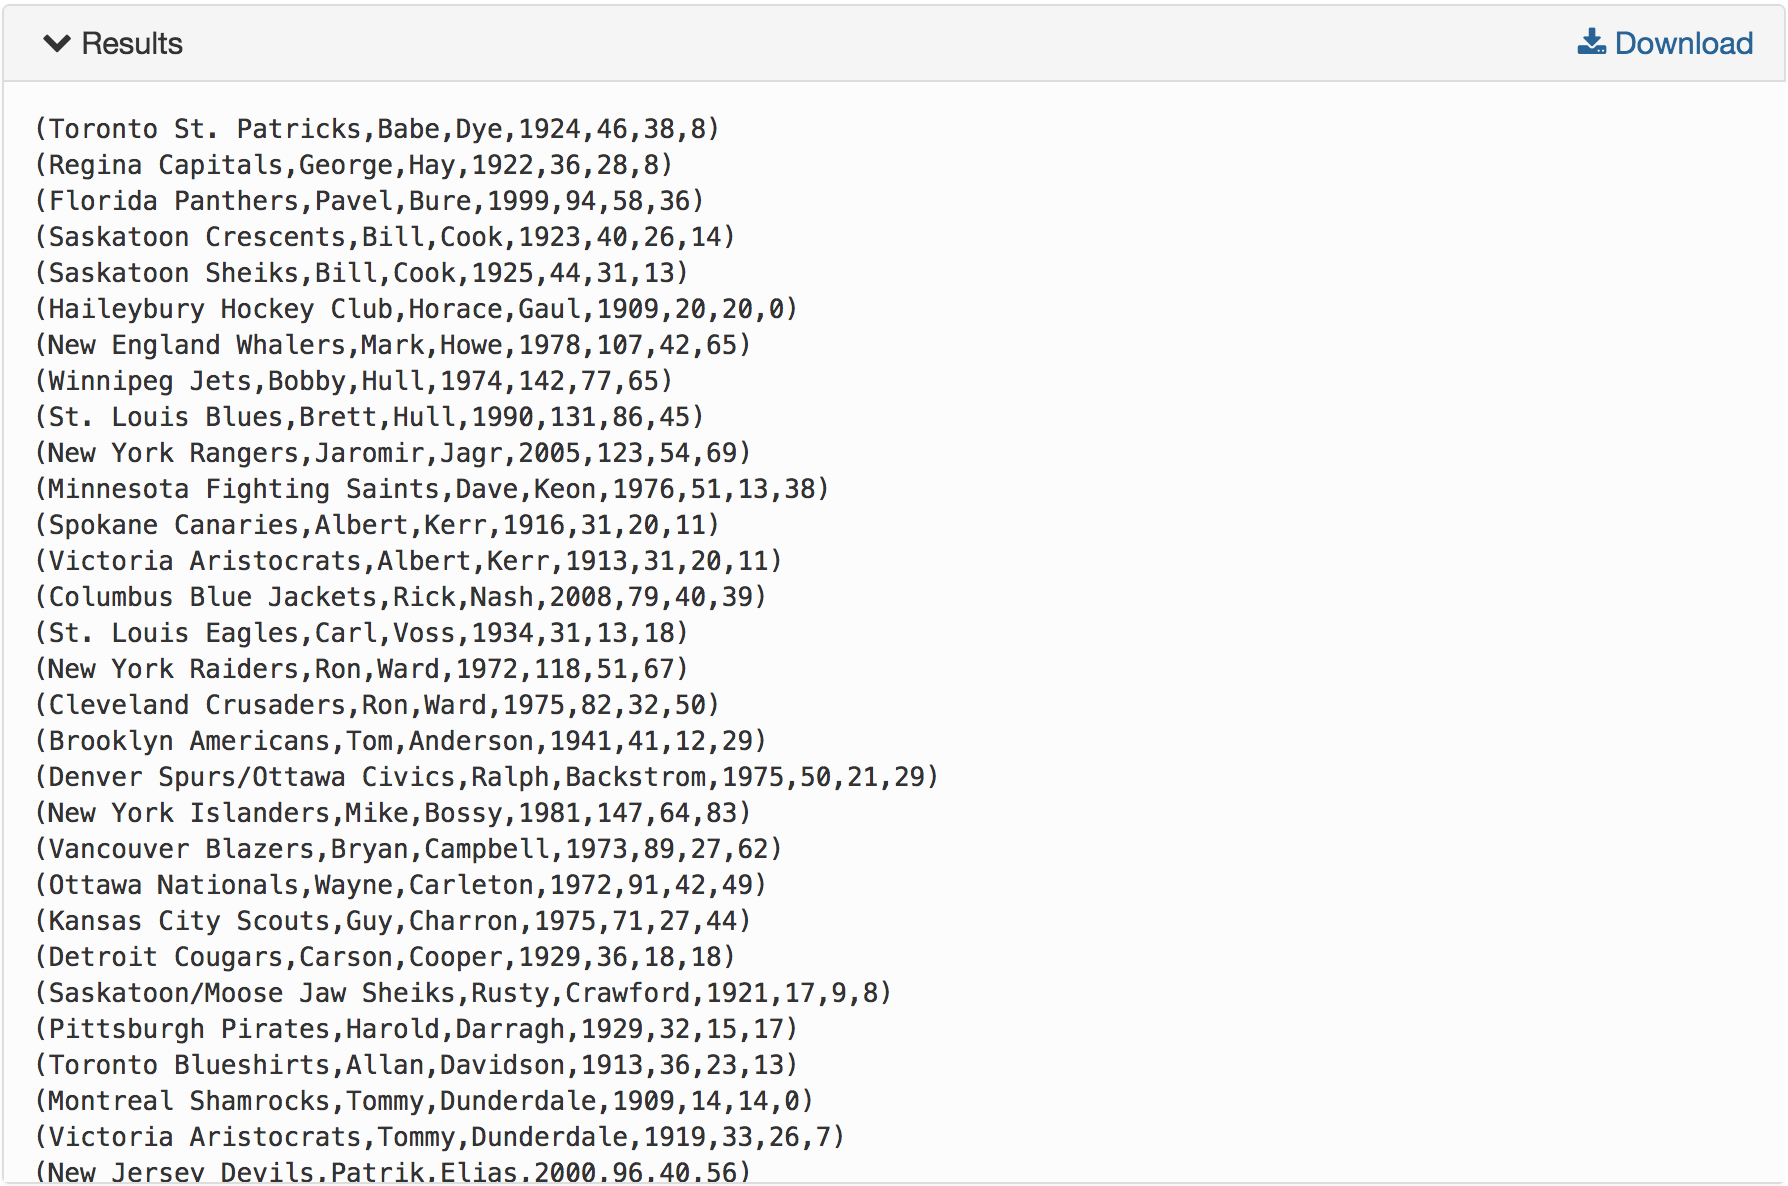 Results
Download
(Toronto St. Patricks,Babe,Dye,1924,46,38,8)
(Regina Capitals,George,Hay,1922,36,28,8)
(Florida Panthers,Pavel,Bure,1999,94,58,36)
(Saskatoon Crescents,Bill,Cook,1923,40,26,14)
(Saskatoon Sheiks,Bill,Cook,1925,44,31,13)
(Haileybury Hockey Club,Horace,Gaul,1909,20,20,0)
(New England Whalers,Mark,Howe,1978,107,42,65)
(Winnipeg Jets,Bobby,Hull,1974,142,77,65)
(St. Louis Blues,Brett,Hull,1990,131,86,45)
(New York Rangers,Jaromir,Jagr,2005,123,54,69)
(Minnesota Fighting Saints,Dave,Keon,1976,51,13,38)
(Spokane Canaries,Albert,Kerr,1916,31,20,11)
(Victoria Aristocrats,Albert,Kerr,1913,31,20,11)
(Columbus Blue Jackets,Rick,Nash,2008,79,40,39)
(St. Louis Eagles,Carl,Voss,1934,31,13,18)
(New York Raiders,Ron,Ward,1972,118,51,67)
(Cleveland Crusaders,Ron,Ward,1975,82,32,50)
(Brooklyn Americans,Tom,Anderson,1941,41,12,29)
(Denver Spurs/Ottawa Civics,Ralph,Backstrom,1975,50,21,29)
(New York Islanders,Mike,Bossy,1981,147,64,83)
(Vancouver Blazers,Bryan,Campbell,1973,89,27,62)
(Ottawa Nationals,Wayne,Carleton,1972,91,42,49)
(Kansas City Scouts,Guy,Charron,1975,71,27,44)
(Detroit Cougars,Carson,Cooper,1929,36,18,18)
(Saskatoon/Moose Jaw Sheiks,Rusty,Crawford,1921,17,9,8)
(Pittsburgh Pirates,Harold,Darragh,1929,32,15,17)
(Toronto Blueshirts,Allan,Davidson,1913,36,23,13)
(Montreal Shamrocks,Tommy,Dunderdale,1909,14,14,0)
(Victoria Aristocrats,Tommy,Dunderdale,1919,33,26,7)
(New Jersey Devils,Patrik,Elias,2000,96,40,56)